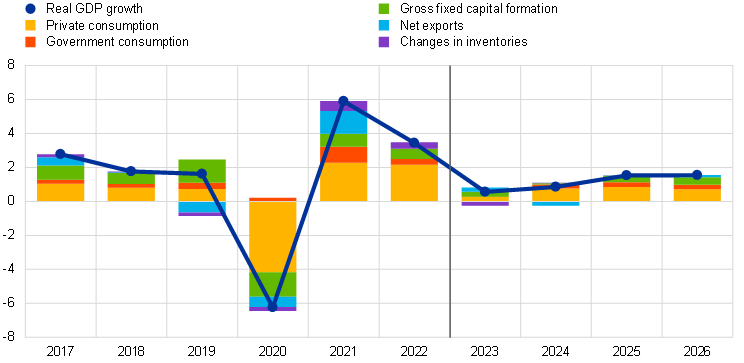 Real GDP growth
Private consumption
Government consumption
Gross fixed capital formation
Net exports
Changes in inventories
8
6
4
2
0
-2
-4
-6
-8
2017 2018 2019 2020 2021 2022 2023 2024 2025 2026